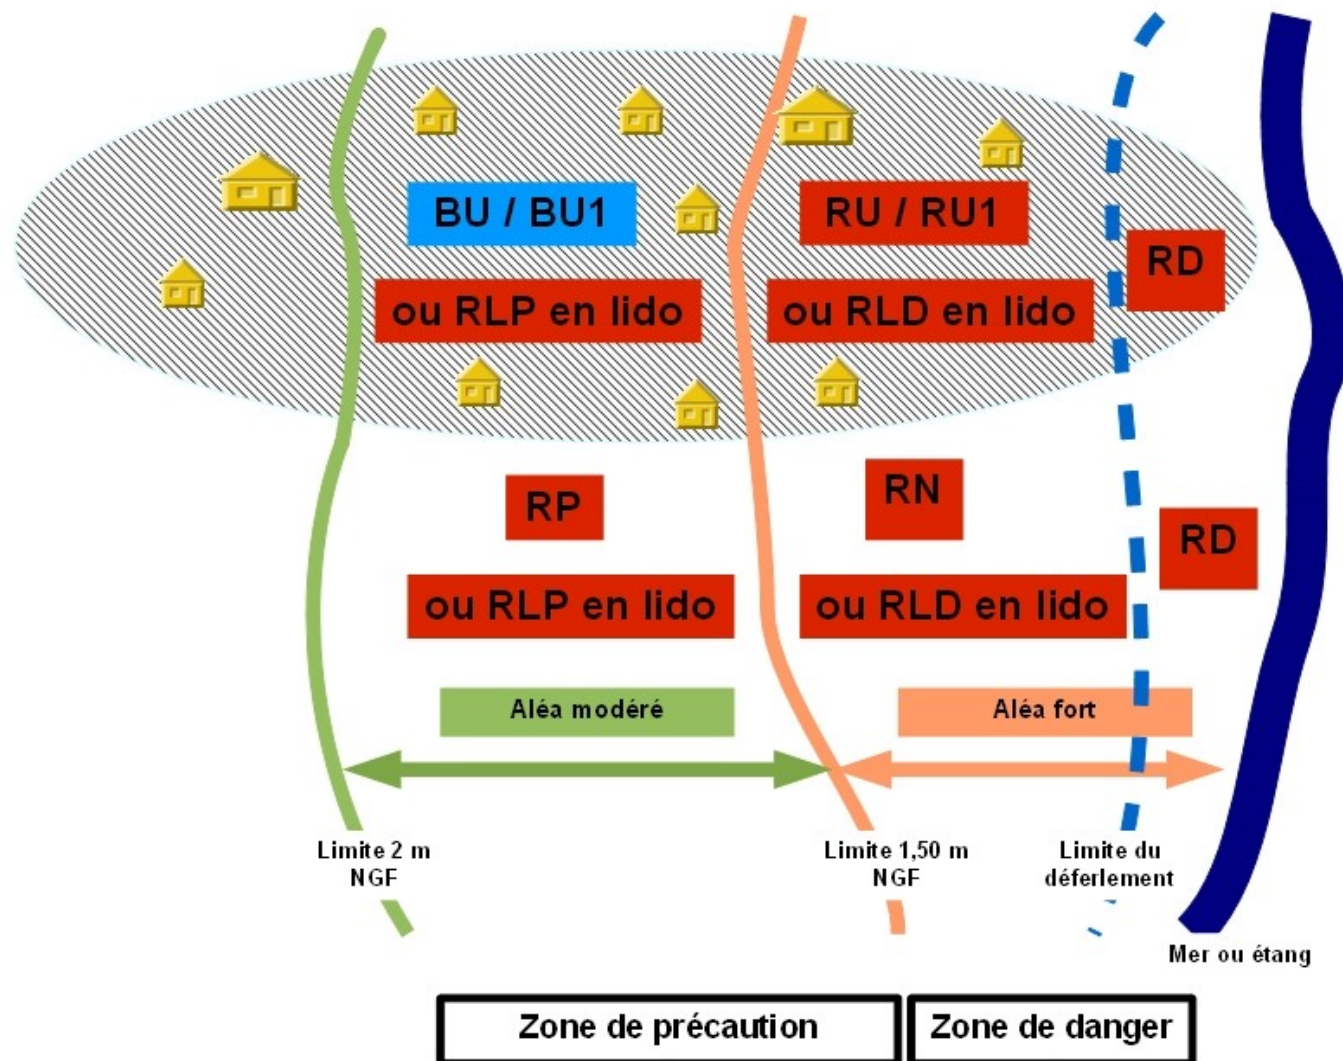 BU / BU1
RU / RU1
RD
ou RLP en lido
ou RLD en lido
RP
RN
RD
ou RLP en lido
ou RLD en lido
Aléa modéré
Aléa fort
Limite 2 m
NGF
Limite 1,50 m
NGF
Limite du
déferlement
Mer ou étang
Zone de précaution
Zone de danger